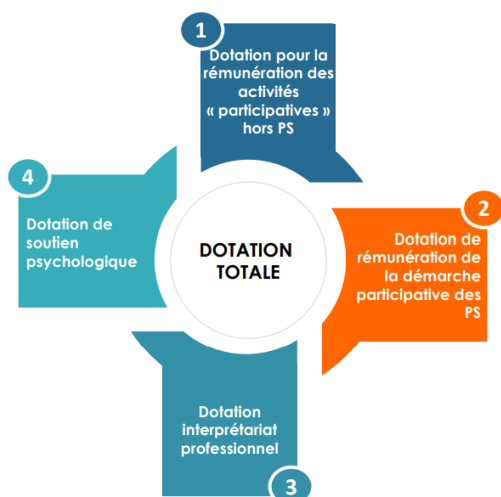 1
Dotation pour la
rémunération des
activités
« participatives »
hors PS
2
Dotation de
rémunération de
la démarche
participative des
PS
3
Dotation
interprétariat
professionnel
4
Dotation de
soutien
psychologique
DOTATION
TOTALE